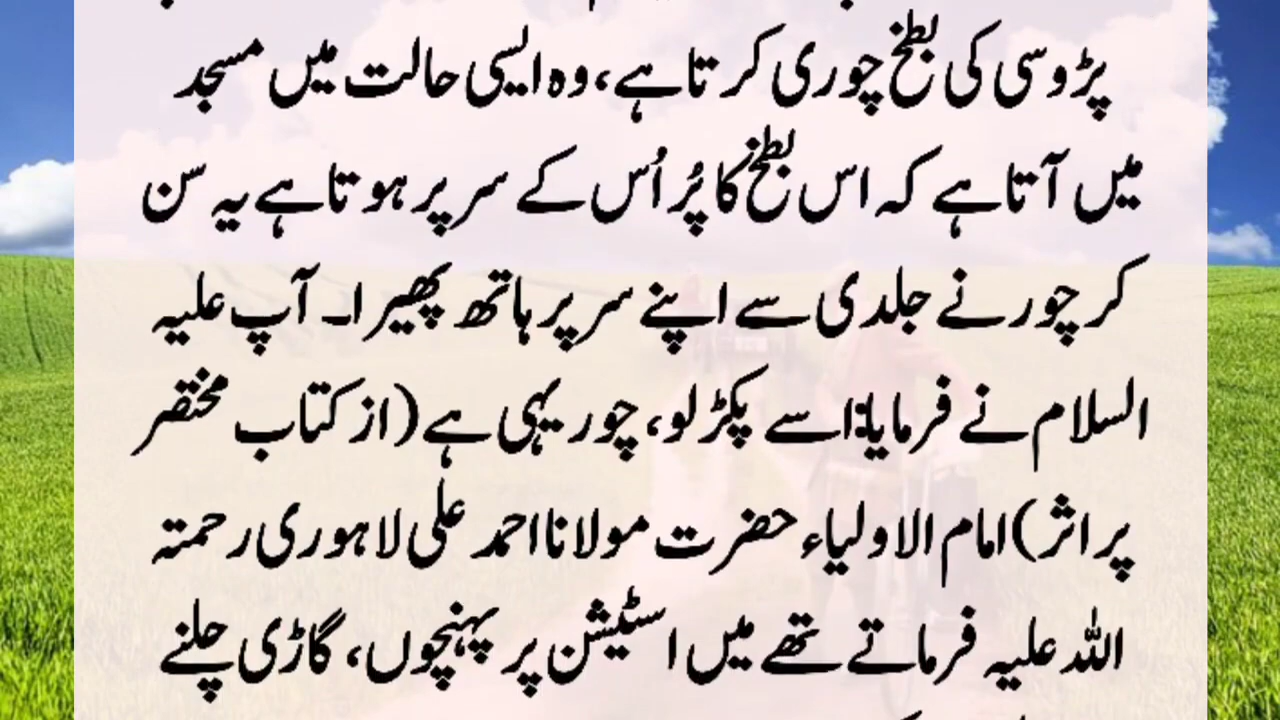 پڑوسی کی بطخ چوری کرتا ہے، وہ ایسی حالت میں مسجد
میں آتا ہے کہ اس بطخ کا پُر اُس کے سر پر ہوتا ہے یہ سن
کر چور نے جلدی سے اپنے سر پر ہاتھ پھیرا۔ آپ علیہ
السلام نے فرمایا:اسے پکڑ لو، چور یہی ہے (از کتاب مختصر
پر اثر) امام الاولیاء حضرت مولانا احمد علی لاہوری رحمتہ
اللہ علیہ فرماتے تھے میں اسٹیشن پر پہنچوں، گاڑی چلنے